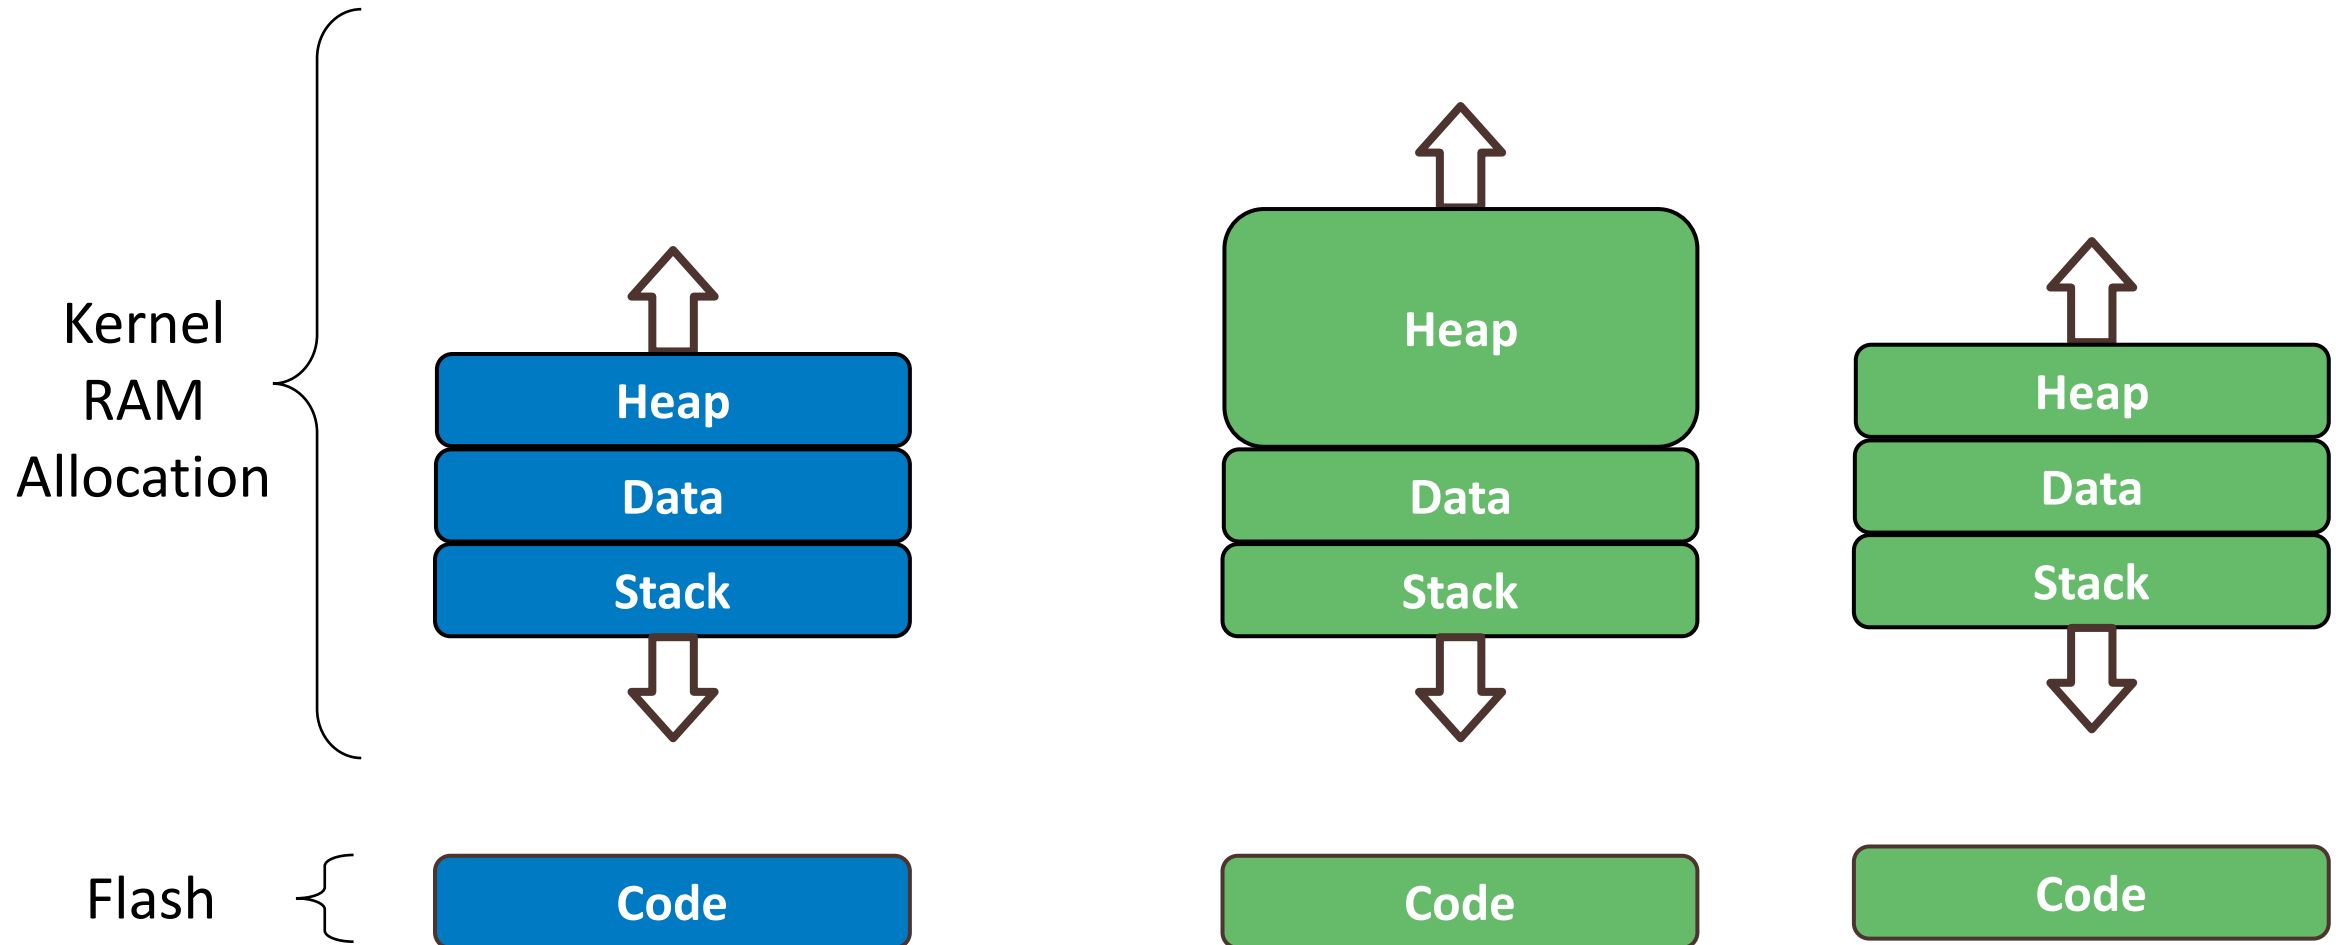 Kernel
RAM
Allocation
Heap
Data
Stack
Heap
Data
Stack
Heap
Data
Stack
Flash
Code
Code
Code